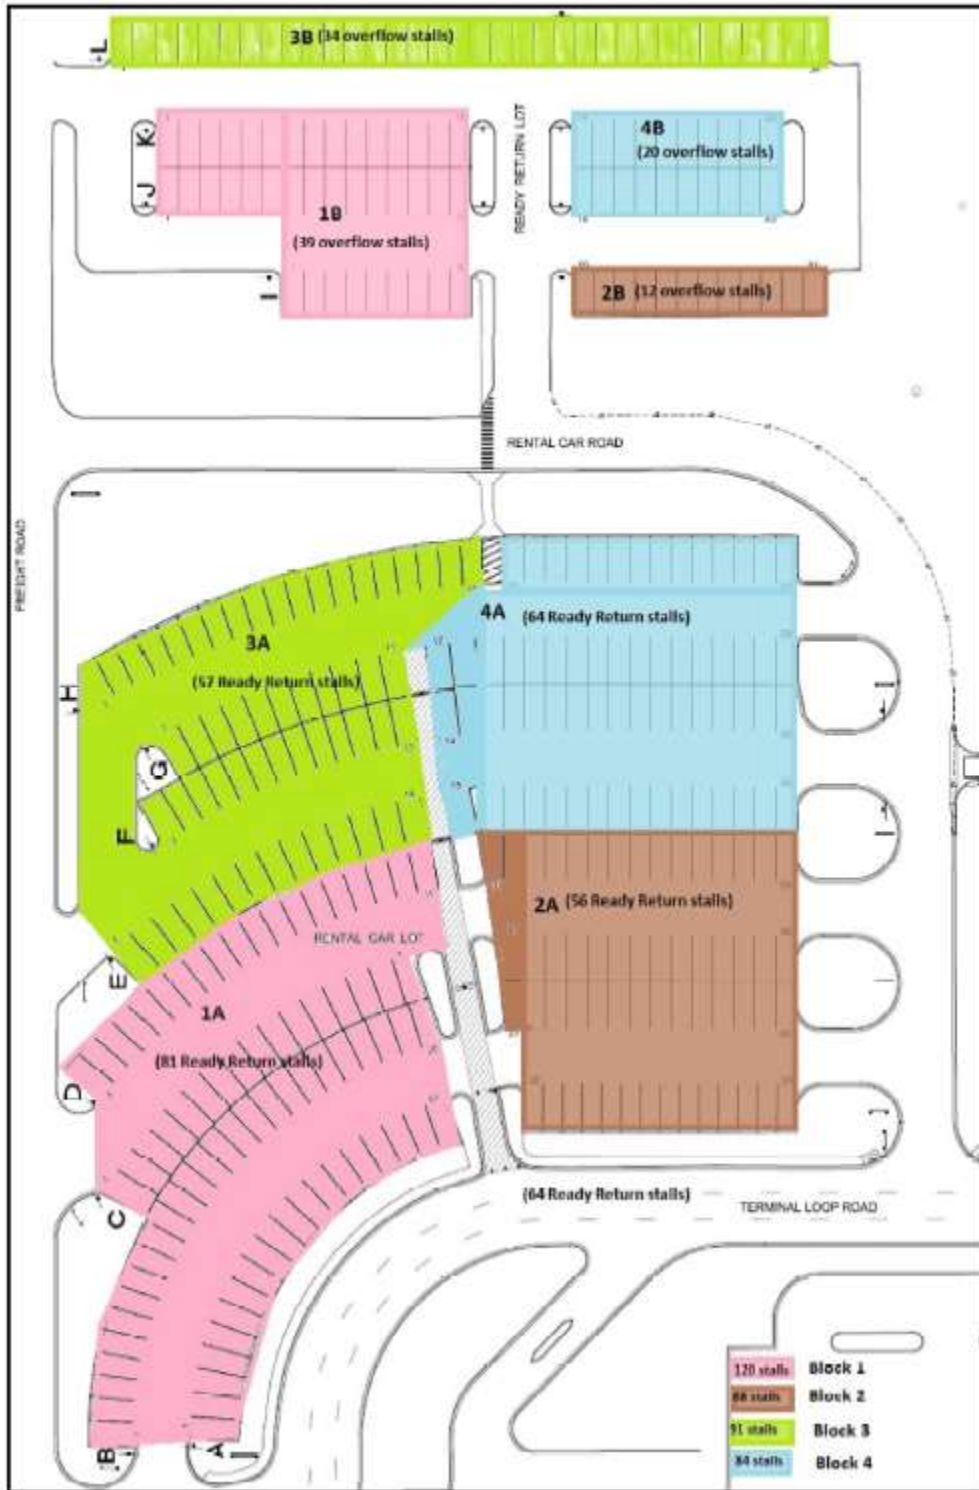 3B (34 overflow stalls)
L
K
J
READY RETURN LOT
4B
(20 overflow stalls)
1B
(39 overflow stalls)
I
2B (12 overflow stalls)
RENTAL CAR ROAD
FREIGHT ROAD
4A (64 Ready Return stalls)
3A
(57 Ready Return stalls)
H
G
F
2A (56 Ready Return stalls)
RENTAL CAR LOT
E
1A
(81 Ready Return stalls)
D
C
(64 Ready Return stalls)
TERMINAL LOOP ROAD
B
A
120 stalls Block 1
stalls Block 2
91 stalls Block 3
84 stalls Block 4